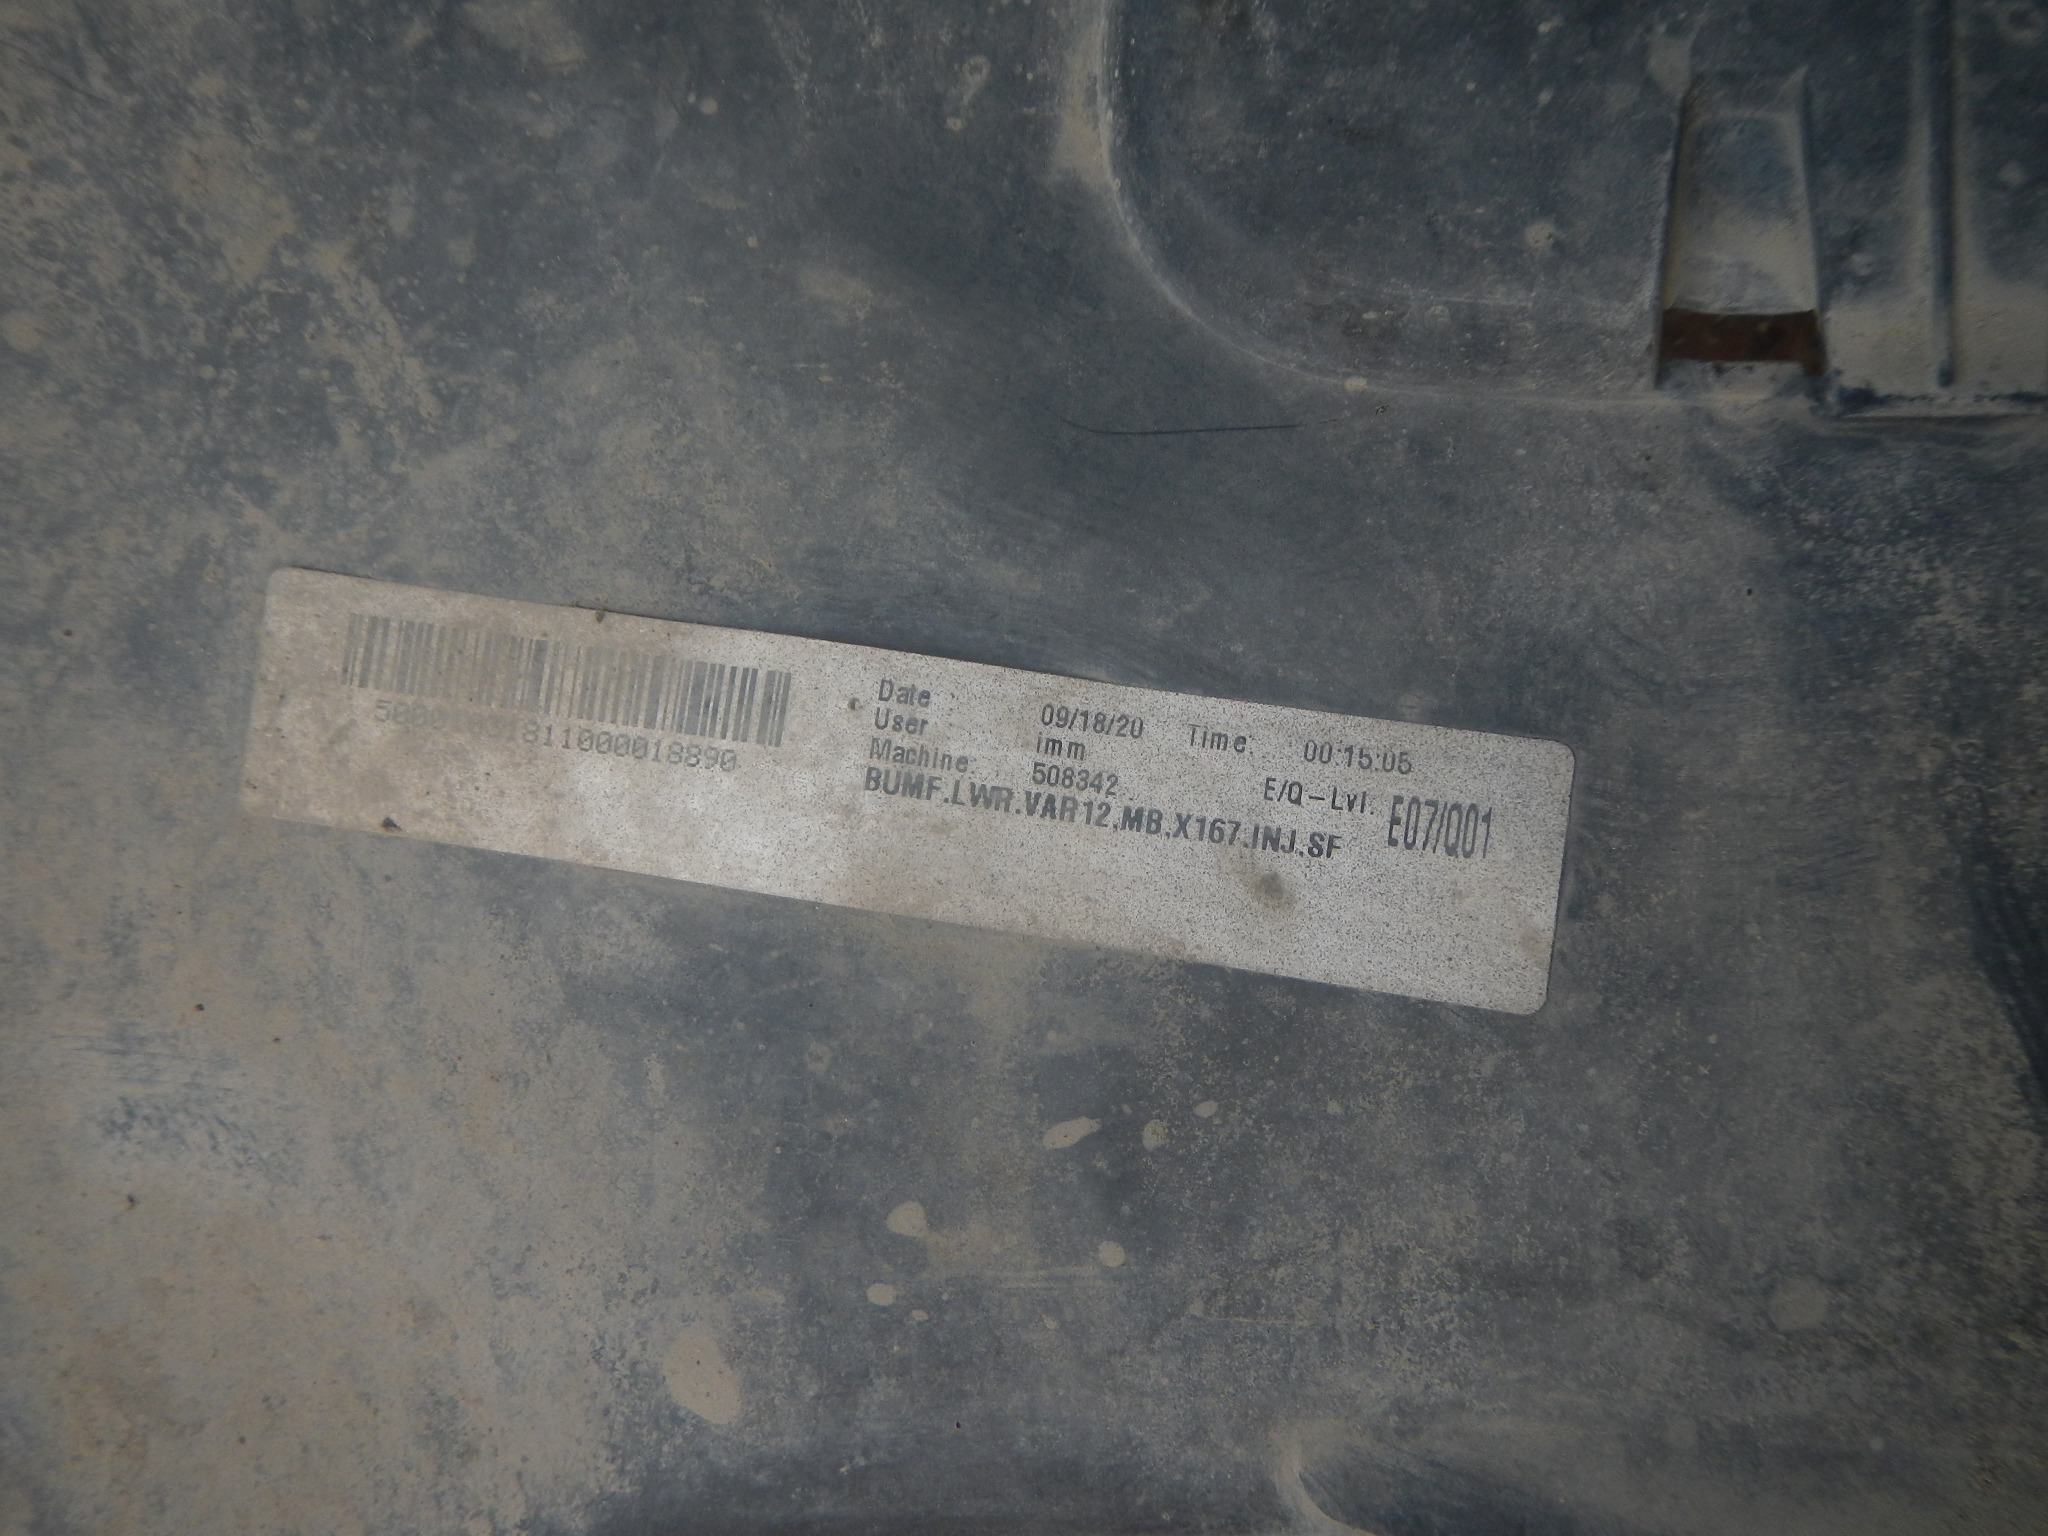 811000018890
Date : 09/18/20 Time: 00:15:05
User : imm
Machine: 508342 E/Q-Lvl. E07/Q01
BUMF.LWR.VAR12.MB.X167.INJ.SF